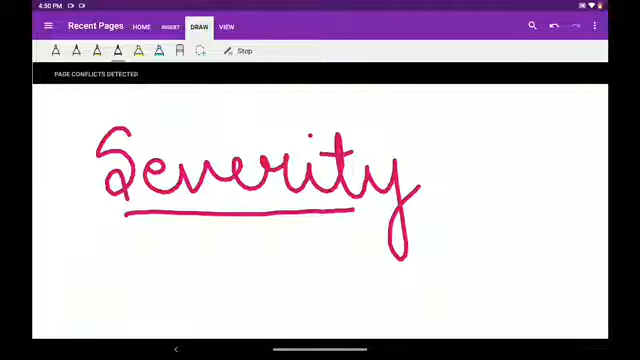 4:50 PM
Recent Pages HOME INSERT DRAW VIEW
Stop
PAGE CONFLICTS DETECTED
Severity